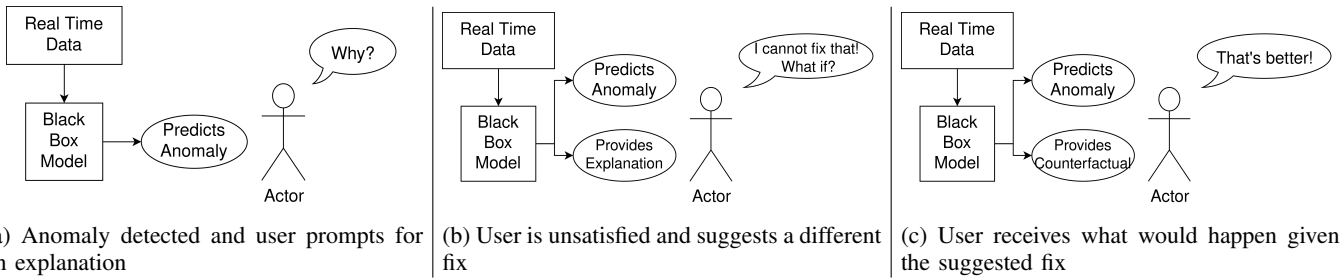 Real Time
Data
Black
Box
Model
Predicts
Anomaly
Why?
Actor
a) Anomaly detected and user prompts for
n explanation
Real Time
Data
Black
Box
Model
Predicts
Anomaly
Provides
Explanation
I cannot fix that!
What if?
Actor
(b) User is unsatisfied and suggests a different
fix
Real Time
Data
Black
Box
Model
Predicts
Anomaly
Provides
Counterfactual
That's better!
Actor
(c) User receives what would happen given
the suggested fix